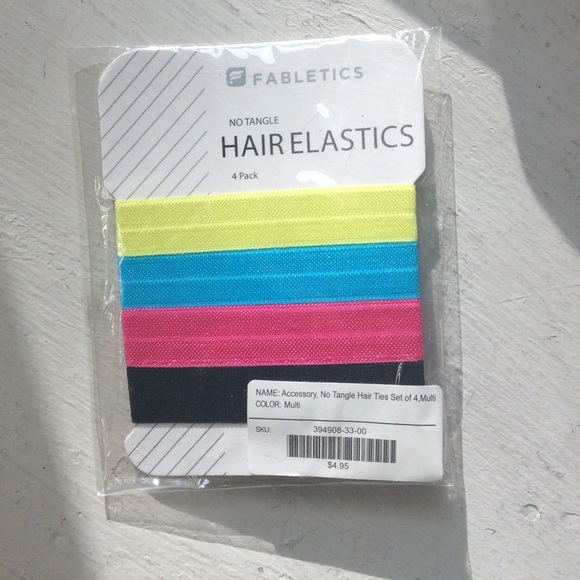 FABLETICS
NO TANGLE
HAIR ELASTICS
4 Pack
NAME: Accessory, No Tangle Hair Ties Set of 4,Multi
COLOR: Multi
SKU: 394908-33-00
$4.95